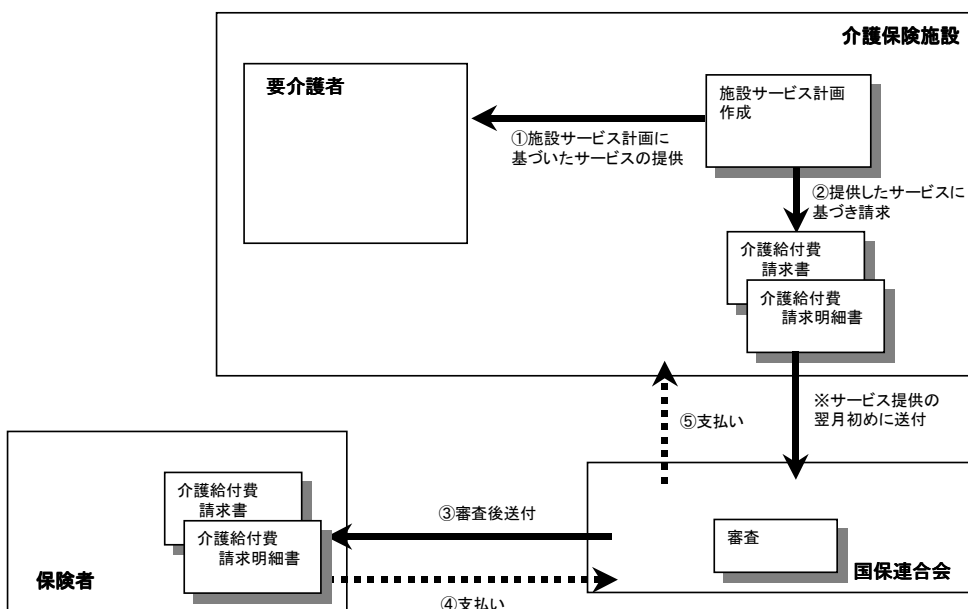 介護保険施設
要介護者
施設サービス計画
作成
①施設サービス計画に
基づいたサービスの提供
②提供したサービスに
基づき請求
介護給付費
請求書
介護給付費
請求明細書
※サービス提供の
翌月初めに送付
⑤支払い
介護給付費
請求書
介護給付費
請求明細書
③審査後送付
審査
保険者
国保連合会
④支払い